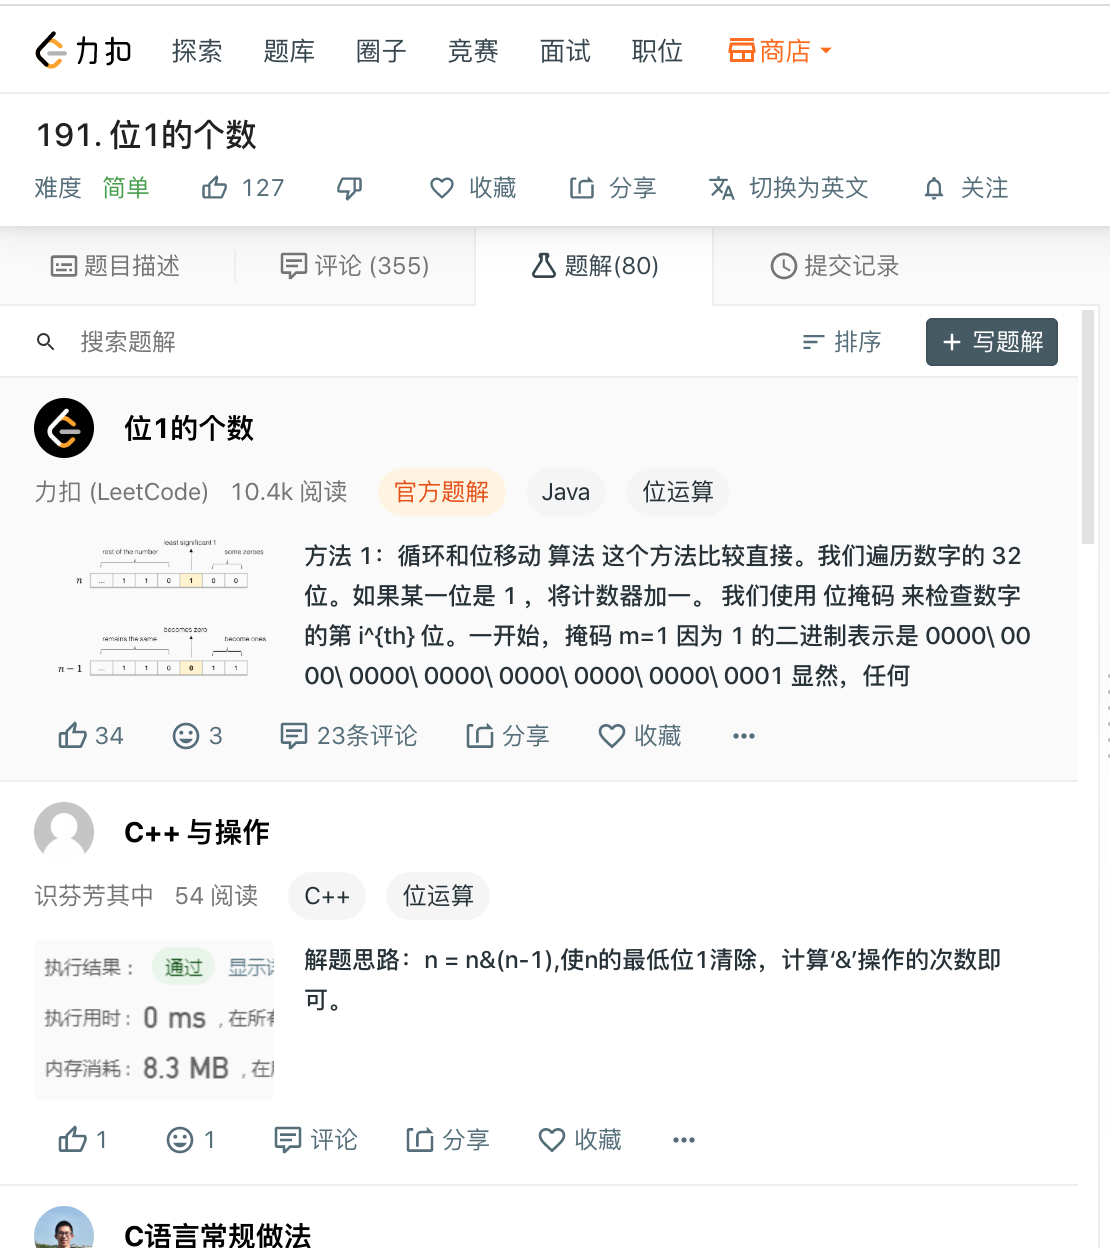 力扣 探索 题库 圈子 竞赛 面试 职位 商店
191. 位1的个数
难度 简单 127 收藏 分享 切换为英文 关注
题目描述 评论 (355) 题解(80) 提交记录
搜索题解 排序 + 写题解
位1的个数
力扣 (LeetCode) 10.4k 阅读 官方题解 Java 位运算
least significant 1
rest of the number some zeroes
n ... 1 1 0 1 0 0
becomes zero
remains the same become ones
n − 1 ... 1 1 0 0 1 1
方法 1：循环和位移动 算法 这个方法比较直接。我们遍历数字的 32
位。如果某一位是 1 ，将计数器加一。 我们使用 位掩码 来检查数字
的第 i^{th} 位。一开始，掩码 m=1 因为 1 的二进制表示是 0000\ 00
00\ 0000\ 0000\ 0000\ 0000\ 0000\ 0001 显然，任何
34 3 23条评论 分享 收藏 •••
C++ 与操作
识芬芳其中 54 阅读 C++ 位运算
执行结果： 通过 显示
执行用时 : 0 ms , 在所有
内存消耗 : 8.3 MB , 在
解题思路：n = n&(n-1),使n的最低位1清除，计算‘&’操作的次数即
可。
1 1 评论 分享 收藏 •••
C语言常规做法